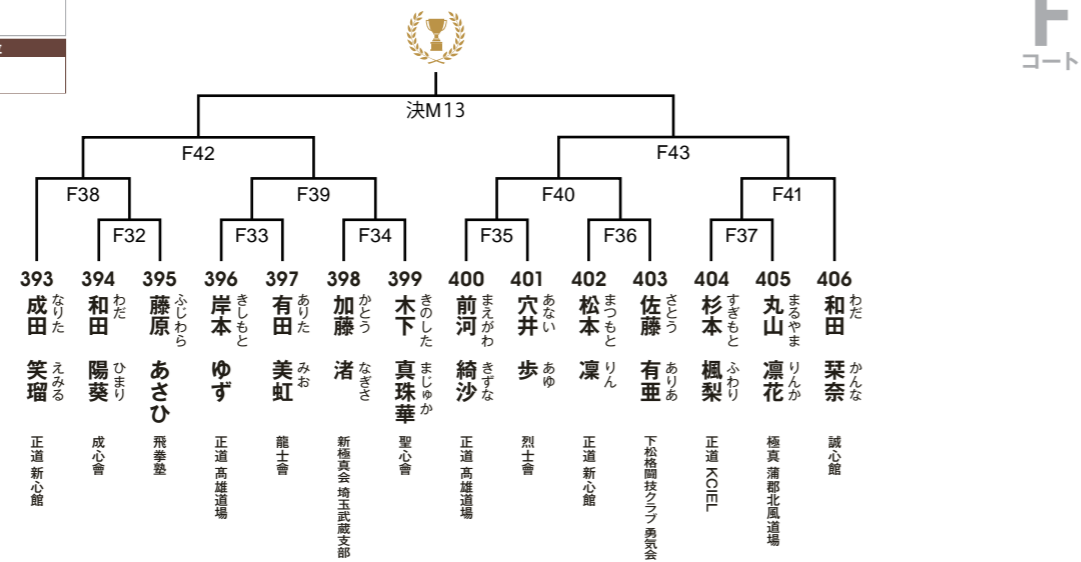 F
コート
決M13
F42
F43
F38
F39
F40
F41
F32
F33
F34
F35
F36
F37
393
394
395
396
397
398
399
400
401
402
403
404
405
406
成田 笑瑠
なりた えみる
正道 新心館
和田 陽葵
わだ ひまり
成心會
藤原 あさひ
ふじわら
飛拳塾
岸本 ゆず
きしもと
正道 高雄道場
有田 美虹
ありた みお
龍士會
加藤 渚
かとう なぎさ
新極真会 埼玉武蔵支部
木下 真珠華
きのした まじゅか
聖心會
前河 綺沙
まえがわ きずな
正道 高雄道場
穴井 歩
あない あゆ
烈士會
松本 凜
まつもと りん
正道 新心館
佐藤 有亜
さとう ありあ
下松格闘技クラブ 勇気会
杉本 楓梨
すぎもと ふわり
正道 KCIEL
丸山 凛花
まるやま りんか
極真 蒲郡北風道場
和田 栞奈
わだ かんな
誠心館